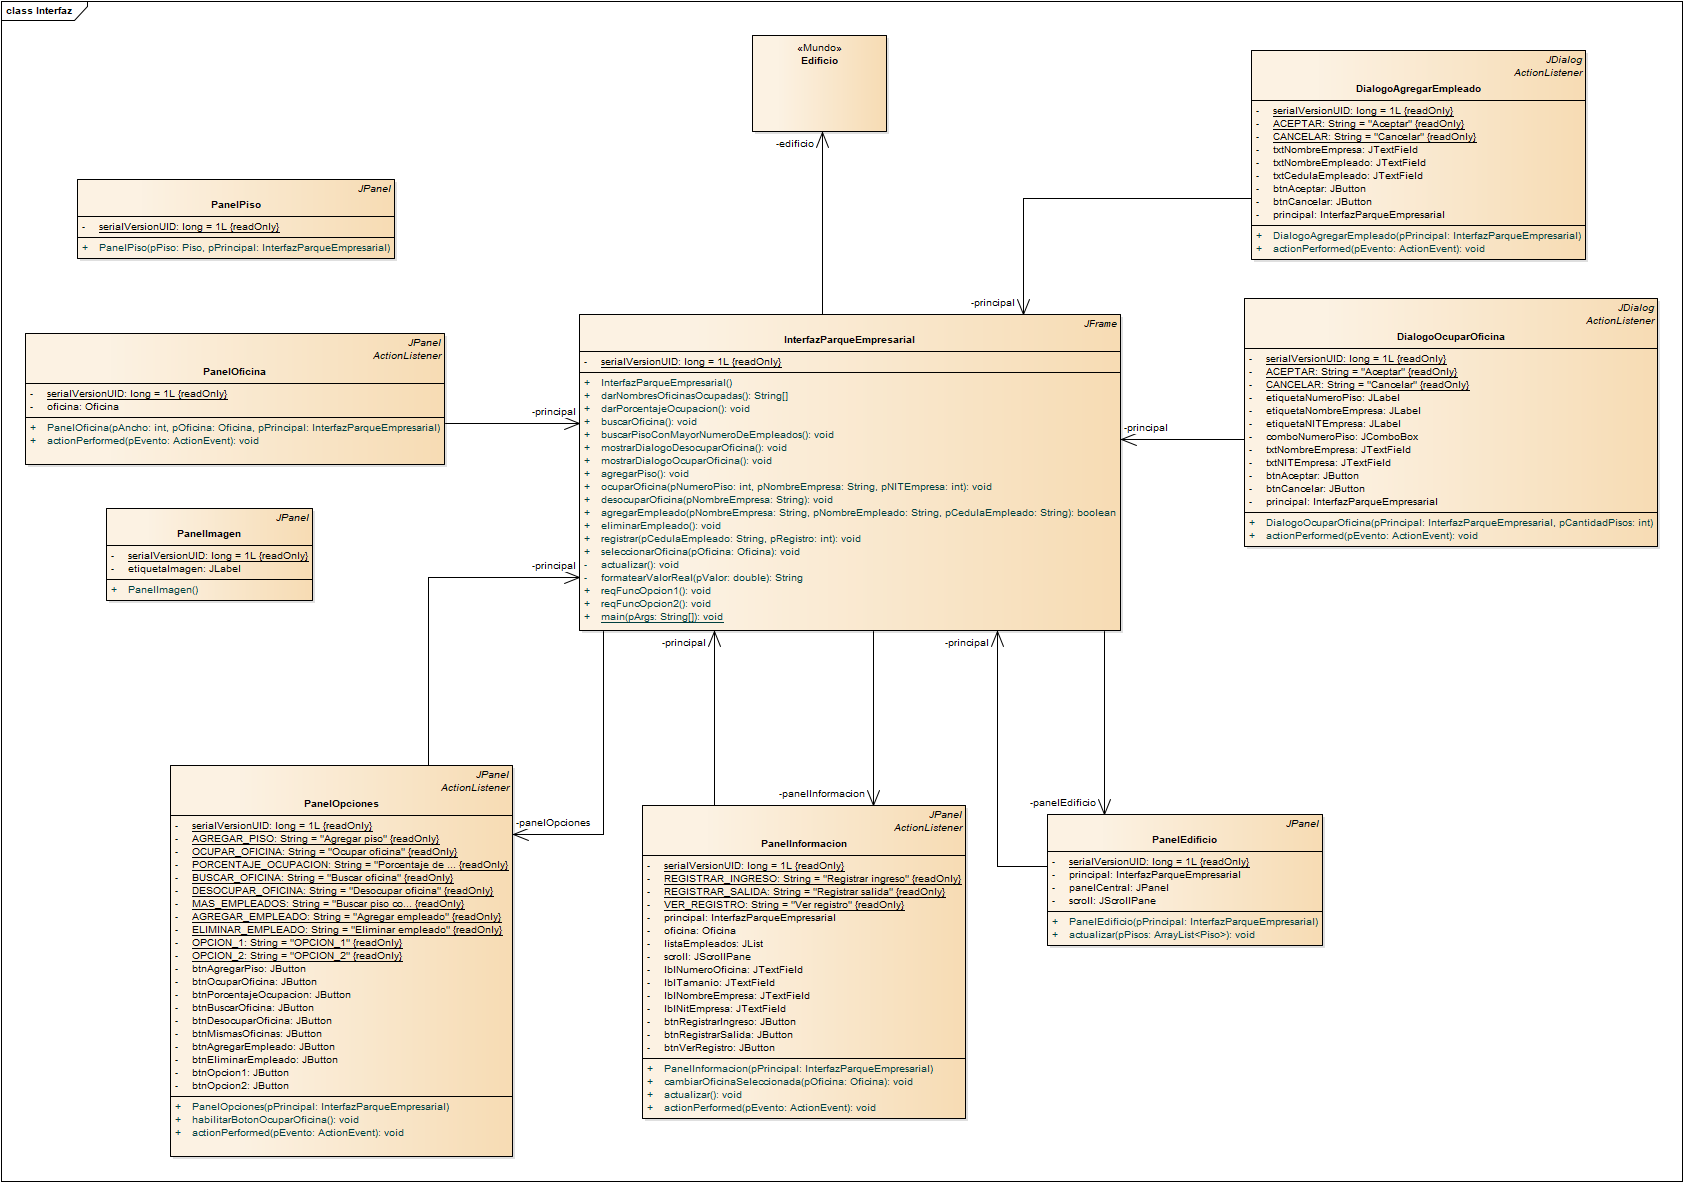 class Interfaz
«Mundo»
Edificio
-edificio
JDialog
ActionListener
DialogoAgregarEmpleado
- serialVersionUID: long = 1L {readOnly}
- ACEPTAR: String = "Aceptar" {readOnly}
- CANCELAR: String = "Cancelar" {readOnly}
- txtNombreEmpresa: JTextField
- txtNombreEmpleado: JTextField
- txtCedulaEmpleado: JTextField
- btnAceptar: JButton
- btnCancelar: JButton
- principal: InterfazParqueEmpresarial
+ DialogoAgregarEmpleado(pPrincipal: InterfazParqueEmpresarial)
+ actionPerformed(pEvento: ActionEvent): void
JPanel
PanelPiso
- serialVersionUID: long = 1L {readOnly}
+ PanelPiso(pPiso: Piso, pPrincipal: InterfazParqueEmpresarial)
-principal
JDialog
ActionListener
DialogoOcuparOficina
- serialVersionUID: long = 1L {readOnly}
- ACEPTAR: String = "Aceptar" {readOnly}
- CANCELAR: String = "Cancelar" {readOnly}
- etiquetaNumeroPiso: JLabel
- etiquetaNombreEmpresa: JLabel
- etiquetaNITEmpresa: JLabel
- comboNumeroPiso: JComboBox
- txtNombreEmpresa: JTextField
- txtNITEmpresa: JTextField
- btnAceptar: JButton
- btnCancelar: JButton
- principal: InterfazParqueEmpresarial
+ DialogoOcuparOficina(pPrincipal: InterfazParqueEmpresarial, pCantidadPisos: int)
+ actionPerformed(pEvento: ActionEvent): void
-principal
JFrame
InterfazParqueEmpresarial
- serialVersionUID: long = 1L {readOnly}
+ InterfazParqueEmpresarial()
+ darNombresOficinasOcupadas(): String[]
+ darPorcentajeOcupacion(): void
+ buscarOficina(): void
+ buscarPisoConMayorNumeroDeEmpleados(): void
+ mostrarDialogoDesocuparOficina(): void
+ mostrarDialogoOcuparOficina(): void
+ agregarPiso(): void
+ ocuparOficina(pNumeroPiso: int, pNombreEmpresa: String, pNITEmpresa: int): void
+ desocuparOficina(pNombreEmpresa: String): void
+ agregarEmpleado(pNombreEmpresa: String, pNombreEmpleado: String, pCedulaEmpleado: String): boolean
+ eliminarEmpleado(): void
+ registrar(pCedulaEmpleado: String, pRegistro: int): void
+ seleccionarOficina(pOficina: Oficina): void
- actualizar(): void
- formatearValorReal(pValor: double): String
+ reqFuncOpcion1(): void
+ reqFuncOpcion2(): void
+ main(pArgs: String[]): void
JPanel
ActionListener
PanelOficina
- serialVersionUID: long = 1L {readOnly}
- oficina: Oficina
+ PanelOficina(pAncho: int, pOficina: Oficina, pPrincipal: InterfazParqueEmpresarial)
+ actionPerformed(pEvento: ActionEvent): void
-principal
JPanel
PanelImagen
- serialVersionUID: long = 1L {readOnly}
- etiquetaImagen: JLabel
+ PanelImagen()
-principal
-principal
-principal
JPanel
ActionListener
PanelOpciones
- serialVersionUID: long = 1L {readOnly}
- AGREGAR_PISO: String = "Agregar piso" {readOnly}
- OCUPAR_OFICINA: String = "Ocupar oficina" {readOnly}
- PORCENTAJE_OCUPACION: String = "Porcentaje de ... {readOnly}
- BUSCAR_OFICINA: String = "Buscar oficina" {readOnly}
- DESOCUPAR_OFICINA: String = "Desocupar oficina" {readOnly}
- MAS_EMPLEADOS: String = "Buscar piso co... {readOnly}
- AGREGAR_EMPLEADO: String = "Agregar empleado" {readOnly}
- ELIMINAR_EMPLEADO: String = "Eliminar empleado" {readOnly}
- OPCION_1: String = "OPCION_1" {readOnly}
- OPCION_2: String = "OPCION_2" {readOnly}
- btnAgregarPiso: JButton
- btnOcuparOficina: JButton
- btnPorcentajeOcupacion: JButton
- btnBuscarOficina: JButton
- btnDesocuparOficina: JButton
- btnMismasOficinas: JButton
- btnAgregarEmpleado: JButton
- btnEliminarEmpleado: JButton
- btnOpcion1: JButton
- btnOpcion2: JButton
+ PanelOpciones(pPrincipal: InterfazParqueEmpresarial)
+ habilitarBotonOcuparOficina(): void
+ actionPerformed(pEvento: ActionEvent): void
-panelOpciones
-panelInformacion
JPanel
ActionListener
PanelInformacion
- serialVersionUID: long = 1L {readOnly}
- REGISTRAR_INGRESO: String = "Registrar ingreso" {readOnly}
- REGISTRAR_SALIDA: String = "Registrar salida" {readOnly}
- VER_REGISTRO: String = "Ver registro" {readOnly}
- principal: InterfazParqueEmpresarial
- oficina: Oficina
- listaEmpleados: JList
- scroll: JScrollPane
- lblNumeroOficina: JTextField
- lblTamanio: JTextField
- lblNombreEmpresa: JTextField
- lblNitEmpresa: JTextField
- btnRegistrarIngreso: JButton
- btnRegistrarSalida: JButton
- btnVerRegistro: JButton
+ PanelInformacion(pPrincipal: InterfazParqueEmpresarial)
+ cambiarOficinaSeleccionada(pOficina: Oficina): void
+ actualizar(): void
+ actionPerformed(pEvento: ActionEvent): void
-panelEdificio
JPanel
PanelEdificio
- serialVersionUID: long = 1L {readOnly}
- principal: InterfazParqueEmpresarial
- panelCentral: JPanel
- scroll: JScrollPane
+ PanelEdificio(pPrincipal: InterfazParqueEmpresarial)
+ actualizar(pPisos: ArrayList<Piso>): void